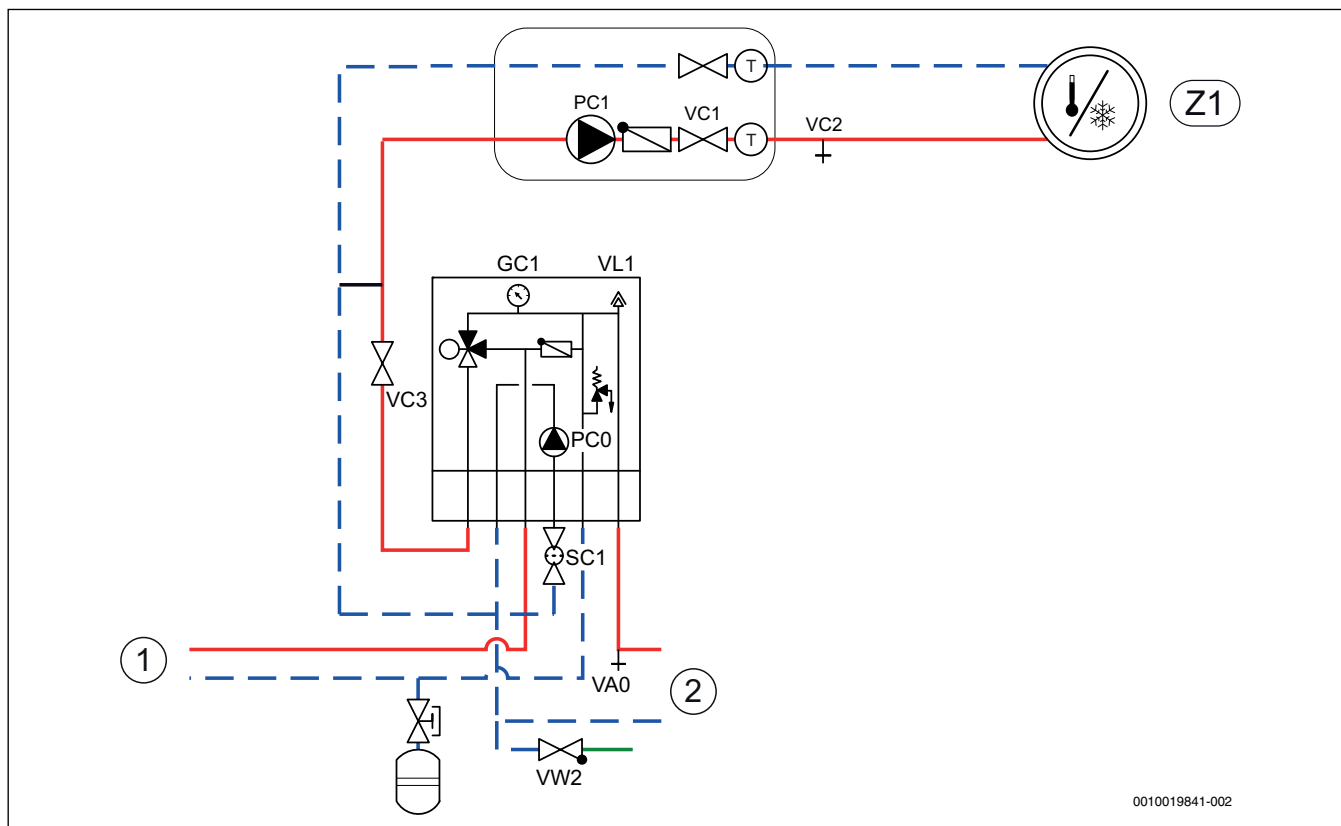 T
PC1
VC1
VC2
T
Z1
GC1
VL1
VC3
PC0
SC1
1
VA0
2
VW2
0010019841-002